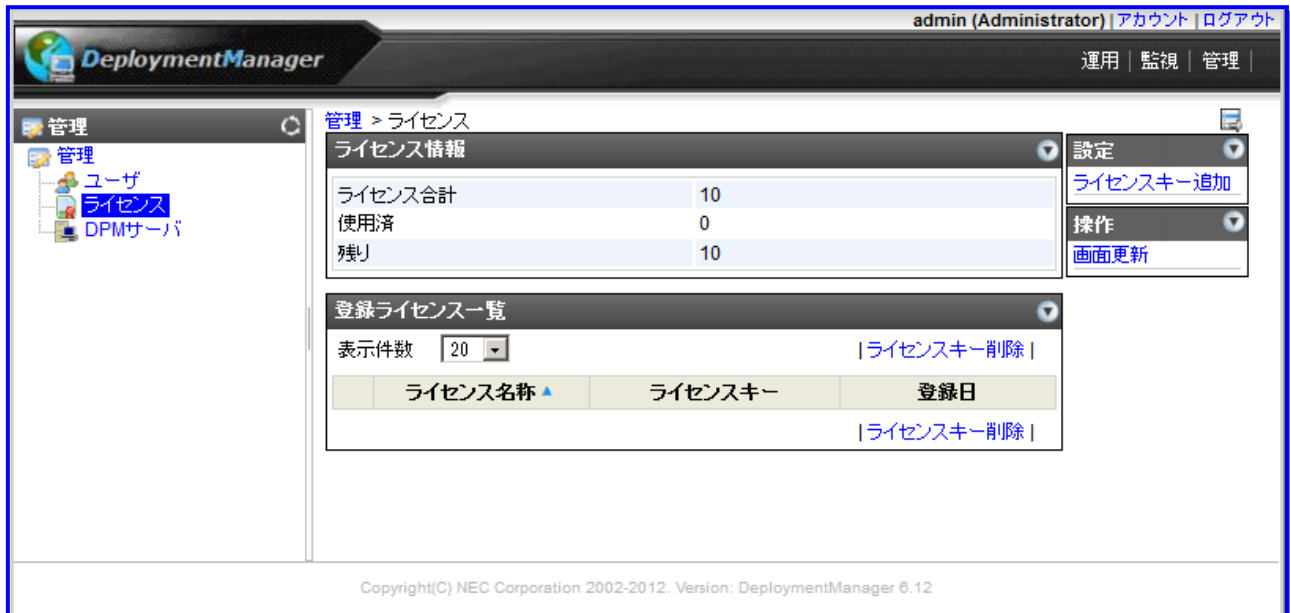 admin (Administrator) | アカウント | ログアウト
DeploymentManager
運用 | 監視 | 管理 |
管理
管理
ユーザ
ライセンス
DPMサーバ
管理 > ライセンス
ライセンス情報
ライセンス合計 10
使用済 0
残り 10
登録ライセンス一覧
表示件数 20 |ライセンスキー削除|
ライセンス名称▲ ライセンスキー 登録日
|ライセンスキー削除|
設定
ライセンスキー追加
操作
画面更新
Copyright(C) NEC Corporation 2002-2012. Version: DeploymentManager 6.12